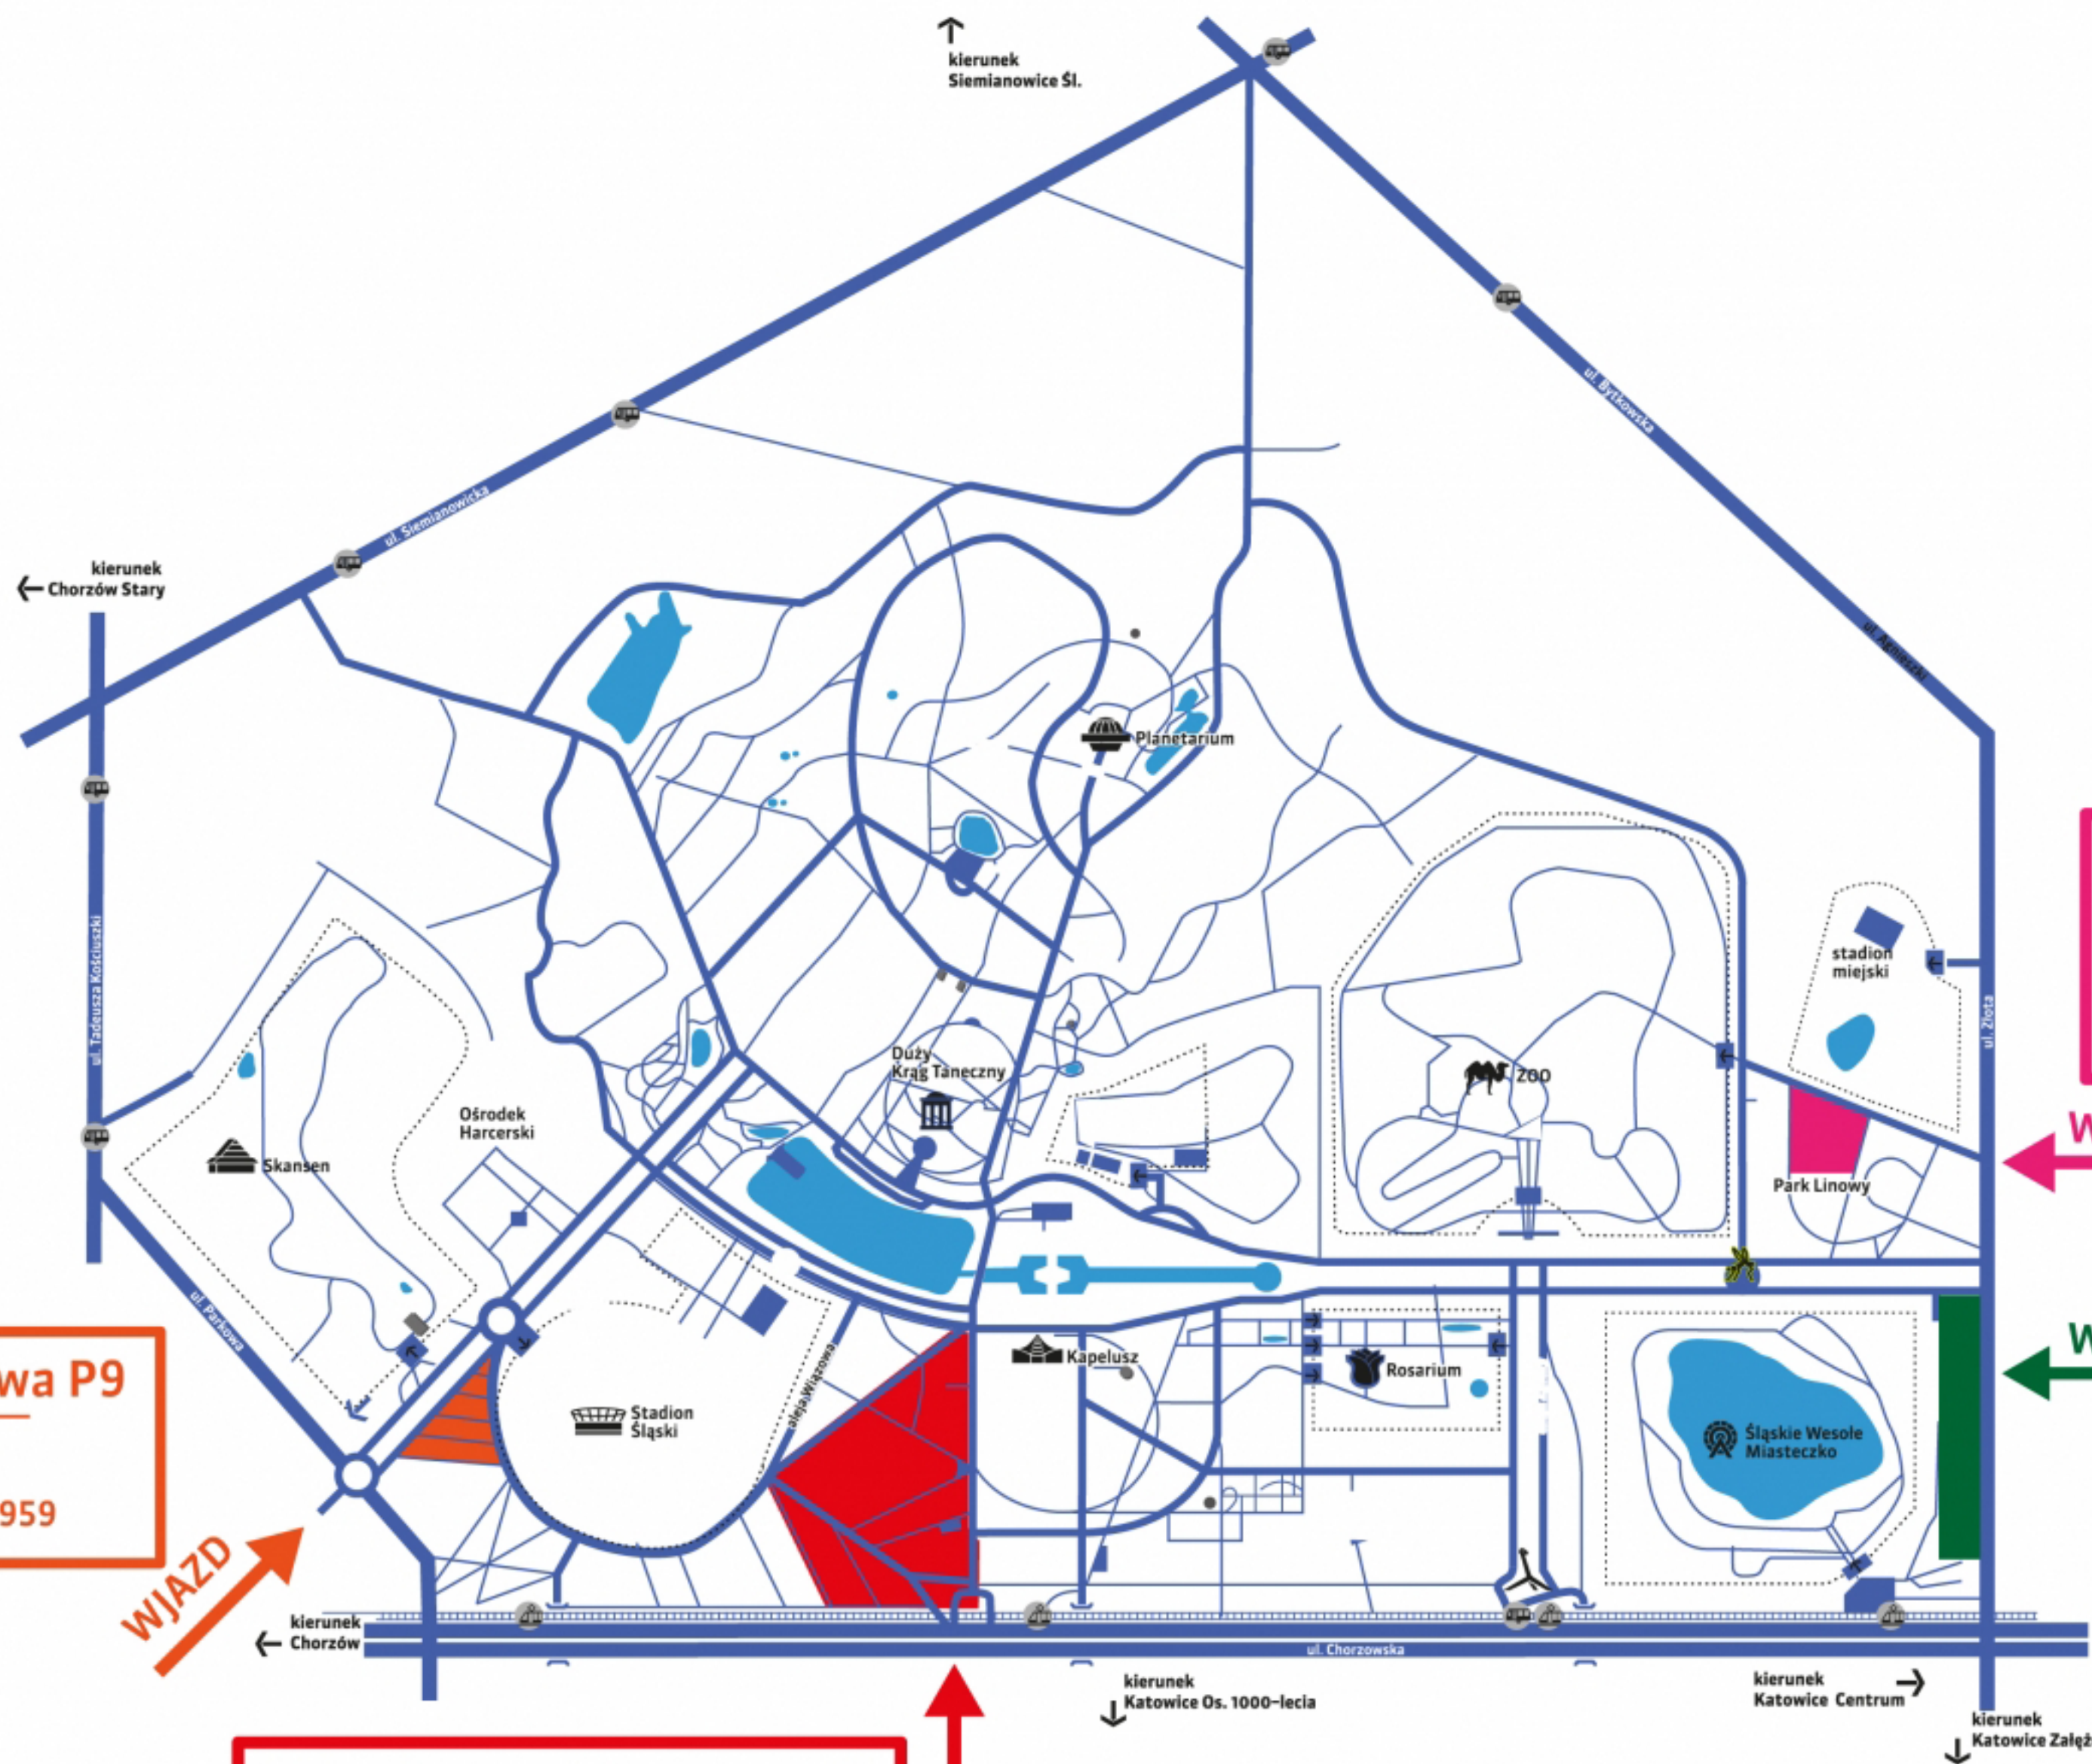 kierunek
Siemianowice Śl.
ul. Bytkowska
ul. Siemianowicka
kierunek
Chorzów Stary
ul. Agnieszki
Planetarium
ul. Tadeusza Kościuszki
stadion
miejski
ul. Złota
Duży
Krąg Taneczny
ZOO
Ośrodek
Harcerski
Skansen
Park Linowy
ul. Parkowa
Kapelusz
Rosarium
wa P9
aleja Wiązowa
Stadion
Śląski
Śląskie Wesołe
Miasteczko
959
WJAZD
kierunek
Chorzów
ul. Chorzowska
kierunek
Katowice Os. 1000-lecia
kierunek
Katowice Centrum
kierunek
Katowice Załęż
W
W